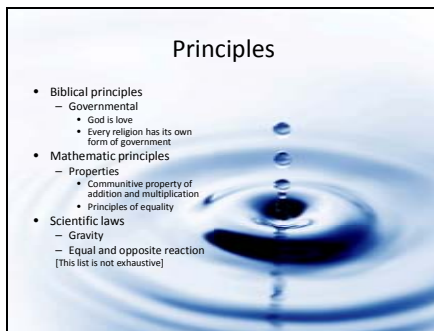 Principles
• Biblical principles
– Governmental
• God is love
• Every religion has its own
form of government
• Mathematic principles
– Properties
• Communitive property of
addition and multiplication
• Principles of equality
• Scientific laws
– Gravity
– Equal and opposite reaction
[This list is not exhaustive]